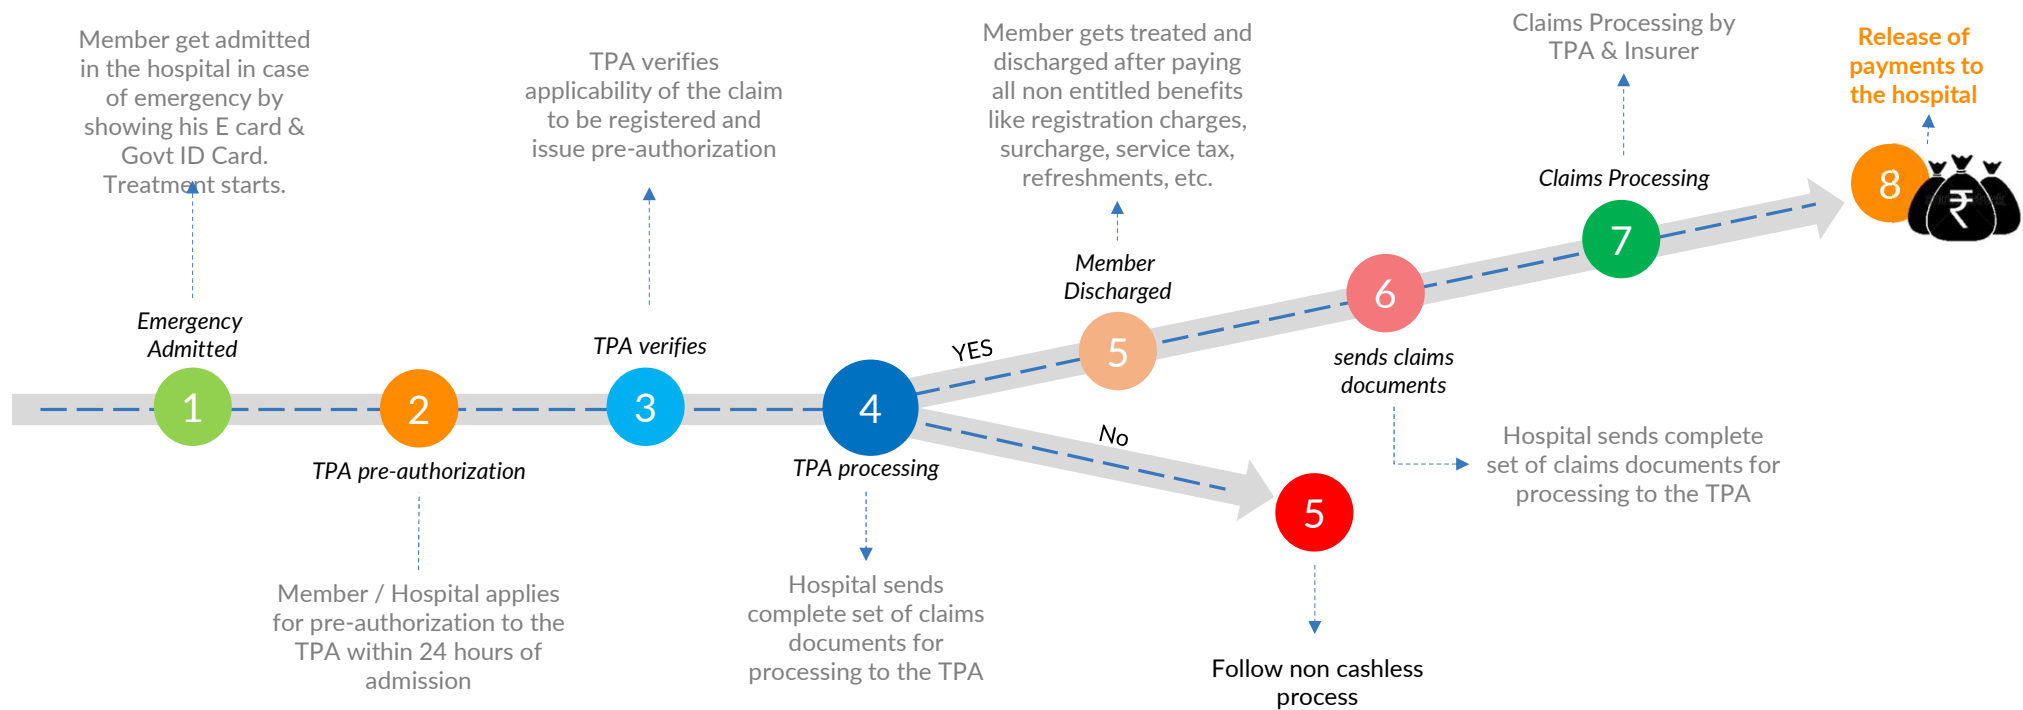 Member get admitted
in the hospital in case
of emergency by
showing his E card &
Govt ID Card.
Treatment starts.
Emergency
Admitted
1
2
TPA pre-authorization
Member / Hospital applies
for pre-authorization to the
TPA within 24 hours of
admission
TPA verifies
applicability of the claim
to be registered and
issue pre-authorization
TPA verifies
3
4
TPA processing
Hospital sends
complete set of claims
documents for
processing to the TPA
YES
Member gets treated and
discharged after paying
all non entitled benefits
like registration charges,
surcharge, service tax,
refreshments, etc.
Member
Discharged
5
No
5
Follow non cashless
process
6
sends claims
documents
Hospital sends complete
set of claims documents for
processing to the TPA
Claims Processing by
TPA & Insurer
Claims Processing
7
Release of
payments to
the hospital
8
₹